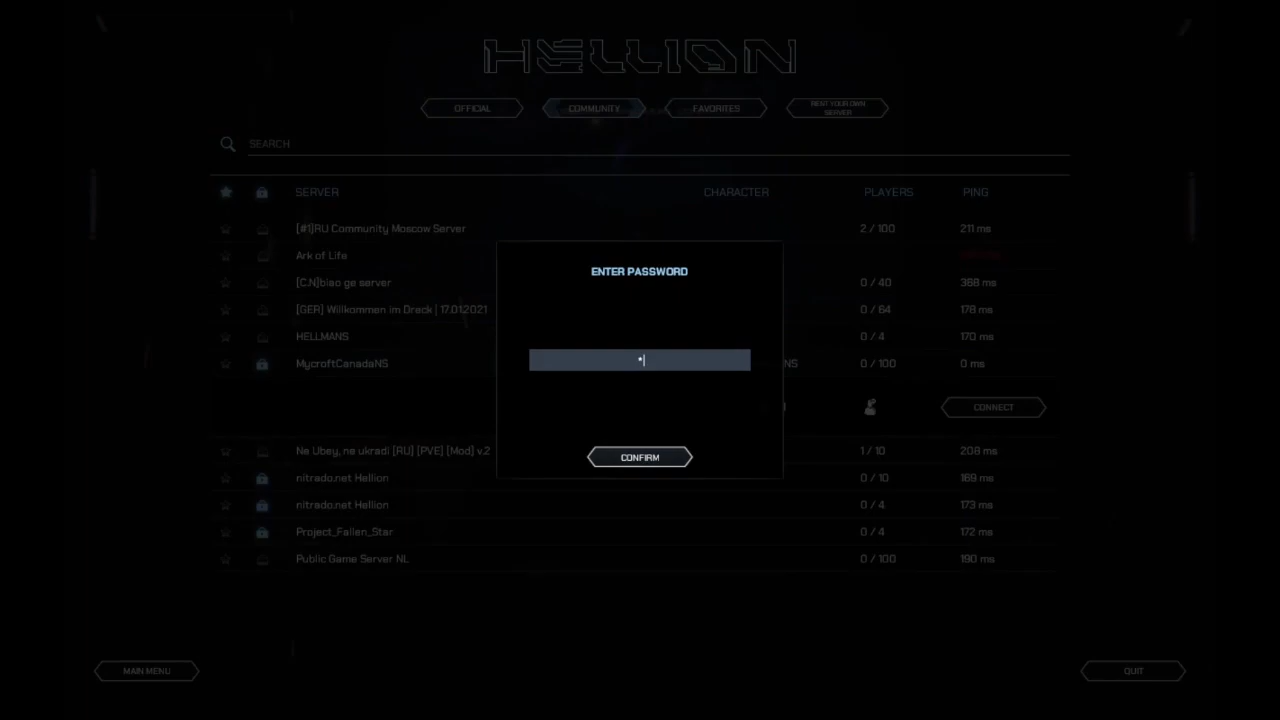 HELLION
OFFICIAL
COMMUNITY
FAVORITES
RENT YOUR OWN
SERVER
SEARCH
SERVER CHARACTER PLAYERS PING
[#1]RU Community Moscow Server 2 / 100 211 ms
Ark of Life
[C.N]biao ge server 0 / 40 368 ms
[GER] Willkommen im Dreck | 17.01.2021 0 / 64 178 ms
HELLMANS 0 / 4 170 ms
MycroftCanadaNS NS 0 / 100 0 ms
CONNECT
Ne Ubey, ne ukradi [RU] [PVE] [Mod] v.2 1 / 10 208 ms
nitrado.net Hellion 0 / 10 169 ms
nitrado.net Hellion 0 / 4 173 ms
Project_Fallen_Star 0 / 4 172 ms
Public Game Server NL 0 / 100 190 ms
ENTER PASSWORD
*
CONFIRM
MAIN MENU
QUIT